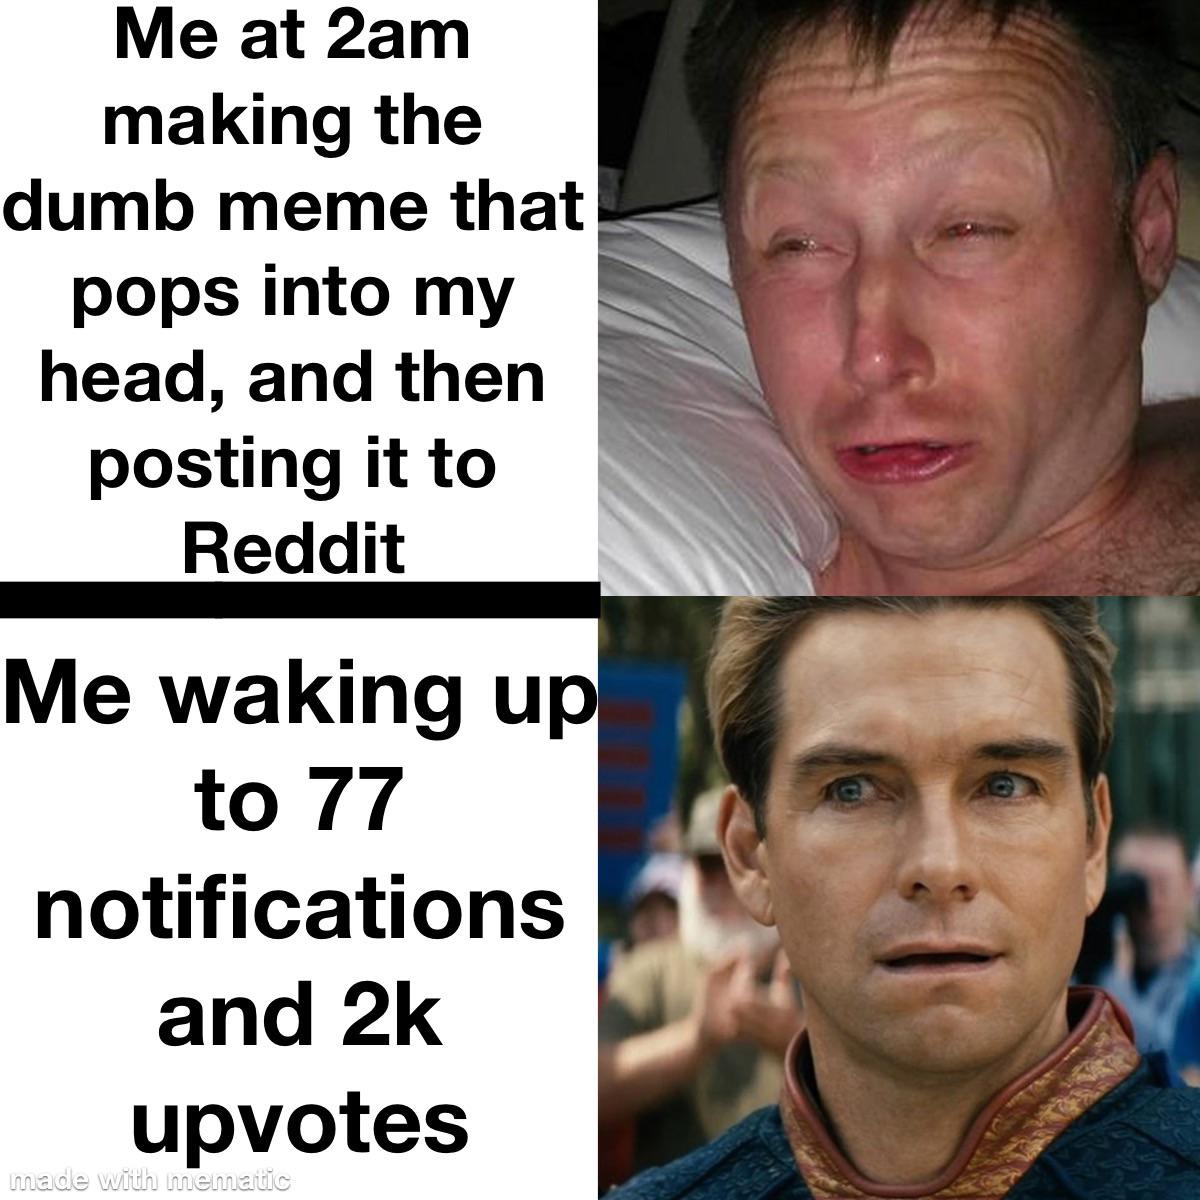 Me at 2am
making the
dumb meme that
pops into my
head, and then
posting it to
Reddit
Me waking up
to 77
notifications
and 2k
upvotes
made with mematic